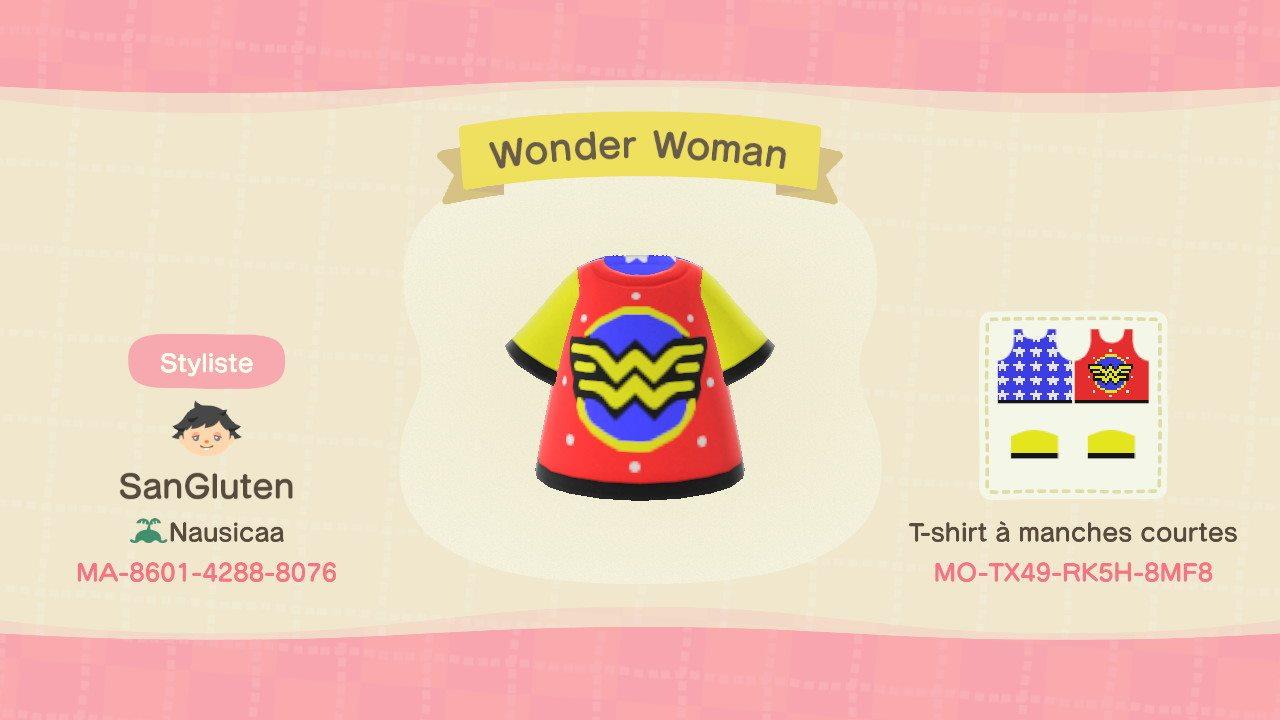 Wonder Woman
Styliste
SanGluten
Nausicaa
MA-8601-4288-8076
T-shirt à manches courtes
MO-TX49-RK5H-8MF8